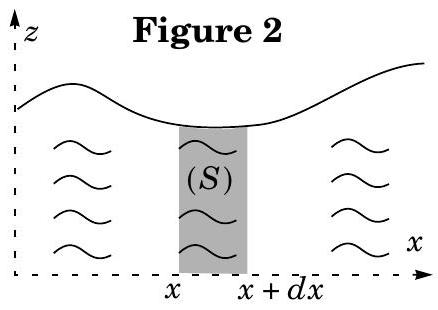 Figure 2
z
(S)
x
x
x + dx